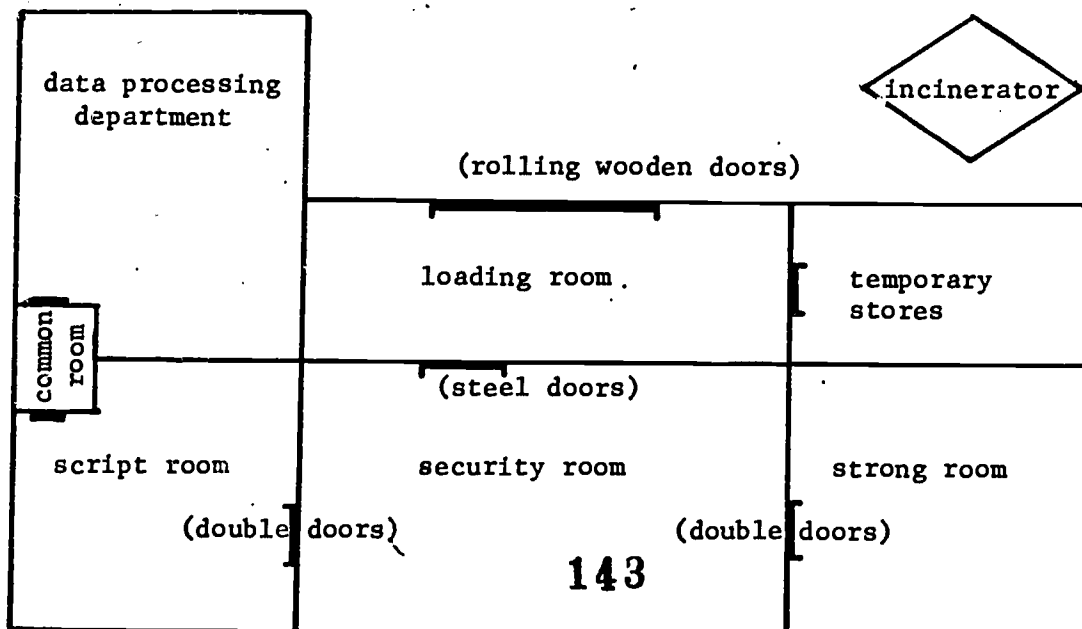 data processing
department
incinerator
(rolling wooden doors)
loading room
temporary
stores
common
room
(steel doors)
script room
security room
strong room
(double doors)
(double doors)
143